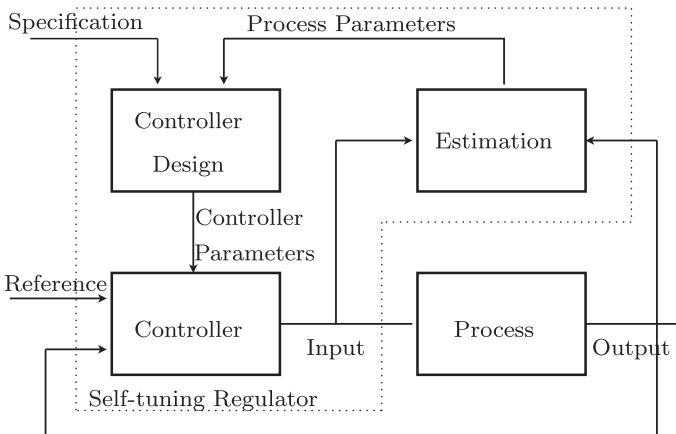 Specification
Process Parameters
Controller
Design
Estimation
Controller
Parameters
Reference
Controller
Input
Process
Output
Self-tuning Regulator